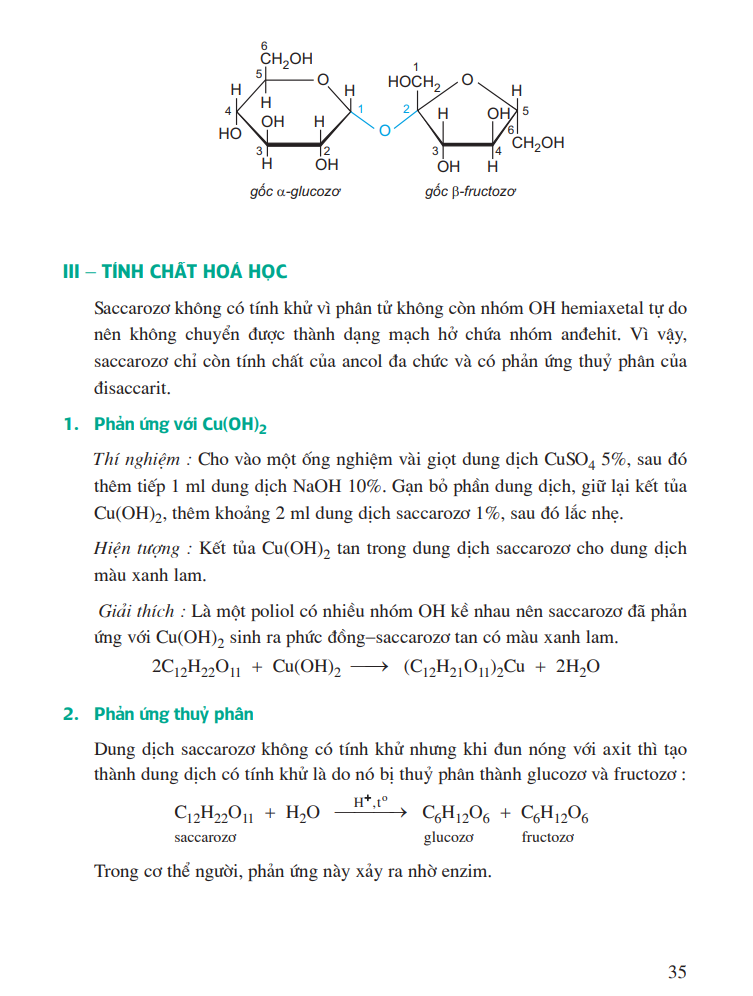 6
CH₂OH
5
O
H
H
4
H
OH
H
1
HO
3
2
H
OH
gốc α-glucozơ
O
1
HOCH₂
O
H
2
H
OH
5
6
CH₂OH
3
4
OH
H
gốc β-fructozơ
III – TÍNH CHẤT HOÁ HỌC
Saccarozơ không có tính khử vì phân tử không còn nhóm OH hemiaxetal tự do
nên không chuyển được thành dạng mạch hở chứa nhóm anđehit. Vì vậy,
saccarozơ chỉ còn tính chất của ancol đa chức và có phản ứng thuỷ phân của
đisaccarit.
1. Phản ứng với Cu(OH)₂
Thí nghiệm : Cho vào một ống nghiệm vài giọt dung dịch CuSO₄ 5%, sau đó
thêm tiếp 1 ml dung dịch NaOH 10%. Gạn bỏ phần dung dịch, giữ lại kết tủa
Cu(OH)₂, thêm khoảng 2 ml dung dịch saccarozơ 1%, sau đó lắc nhẹ.
Hiện tượng : Kết tủa Cu(OH)₂ tan trong dung dịch saccarozơ cho dung dịch
màu xanh lam.
Giải thích : Là một poliol có nhiều nhóm OH kề nhau nên saccarozơ đã phản
ứng với Cu(OH)₂ sinh ra phức đồng–saccarozơ tan có màu xanh lam.
2C₁₂H₂₂O₁₁ + Cu(OH)₂ ⟶ (C₁₂H₂₁O₁₁)₂Cu + 2H₂O
2. Phản ứng thuỷ phân
Dung dịch saccarozơ không có tính khử nhưng khi đun nóng với axit thì tạo
thành dung dịch có tính khử là do nó bị thuỷ phân thành glucozơ và fructozơ :
H⁺,tº
C₁₂H₂₂O₁₁ + H₂O ⟶ C₆H₁₂O₆ + C₆H₁₂O₆
saccarozơ glucozơ fructozơ
Trong cơ thể người, phản ứng này xảy ra nhờ enzim.
35